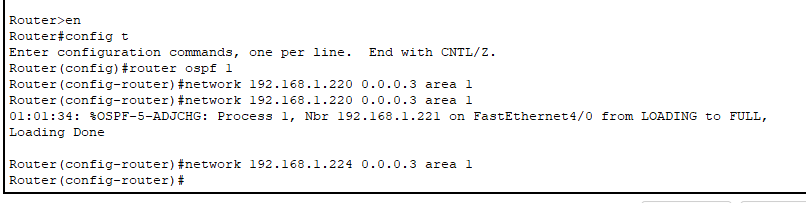 Router>en
Router#config t
Enter configuration commands, one per line.  End with CNTL/Z.
Router(config)#router ospf 1
Router(config-router)#network 192.168.1.220 0.0.0.3 area 1
Router(config-router)#network 192.168.1.220 0.0.0.3 area 1
01:01:34: %OSPF-5-ADJCHG: Process 1, Nbr 192.168.1.221 on FastEthernet4/0 from LOADING to FULL,
Loading Done
Router(config-router)#network 192.168.1.224 0.0.0.3 area 1
Router(config-router)#